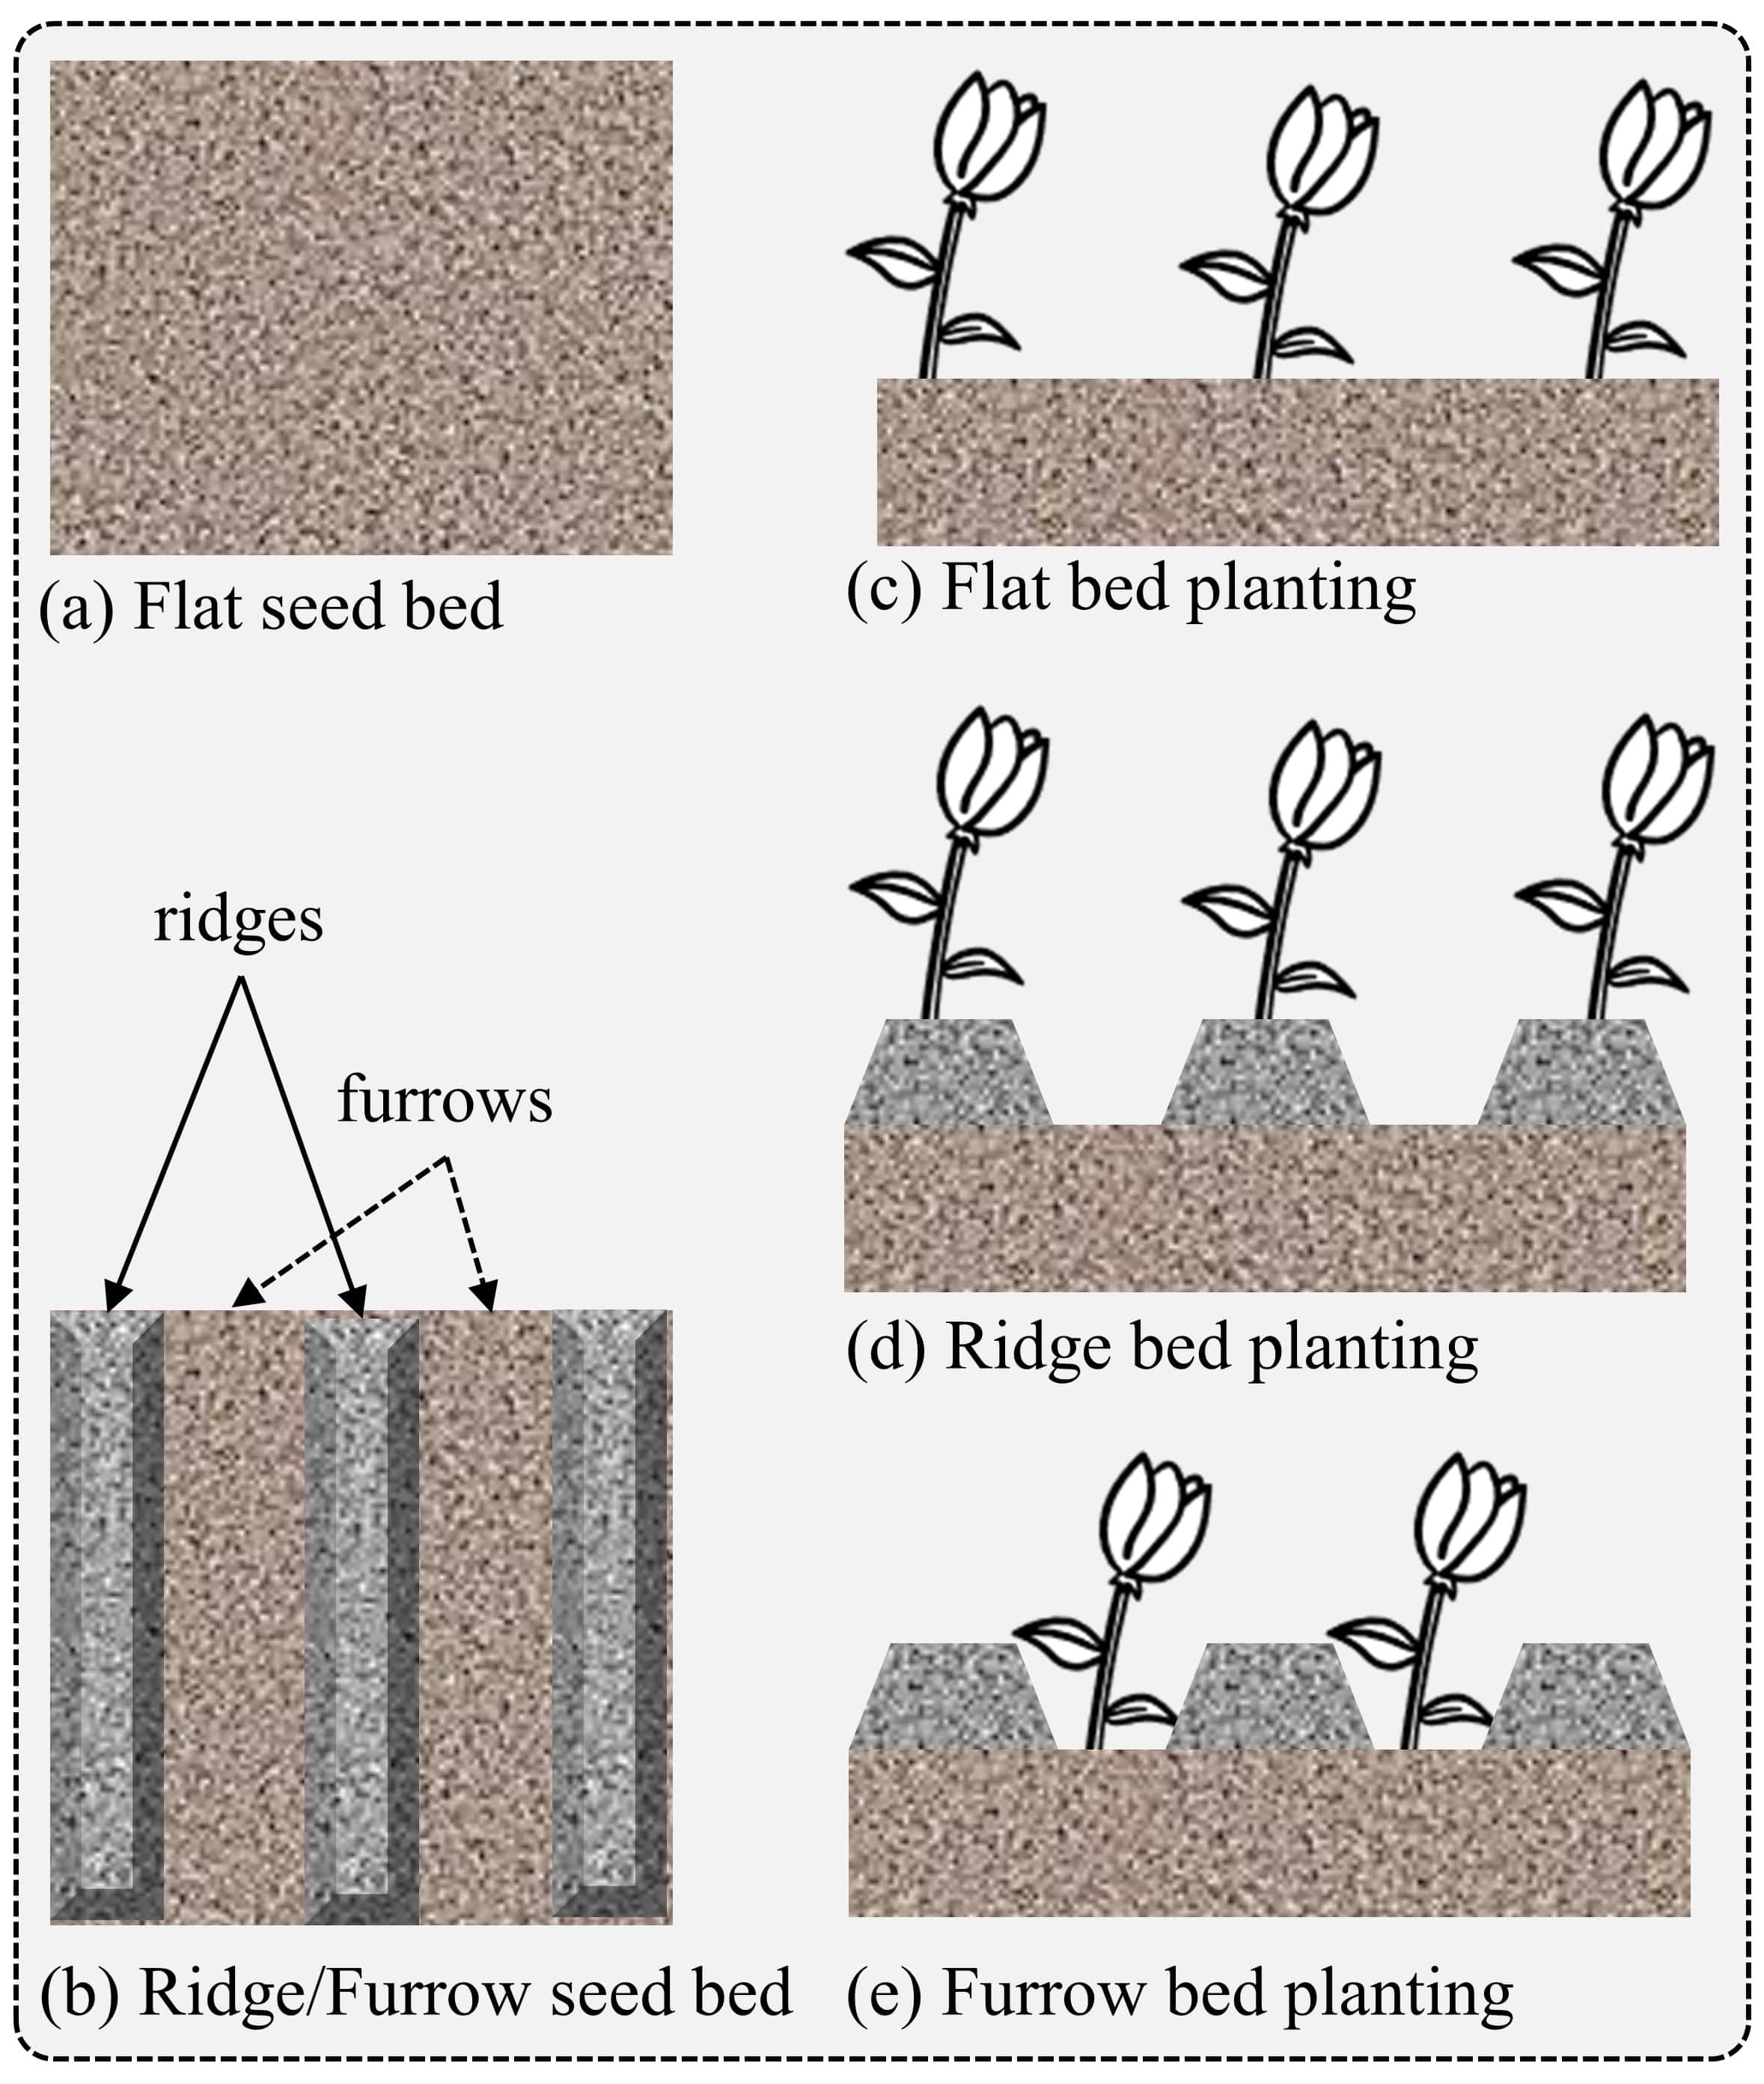 (a) Flat seed bed
(c) Flat bed planting
ridges
furrows
(d) Ridge bed planting
(b) Ridge/Furrow seed bed
(e) Furrow bed planting